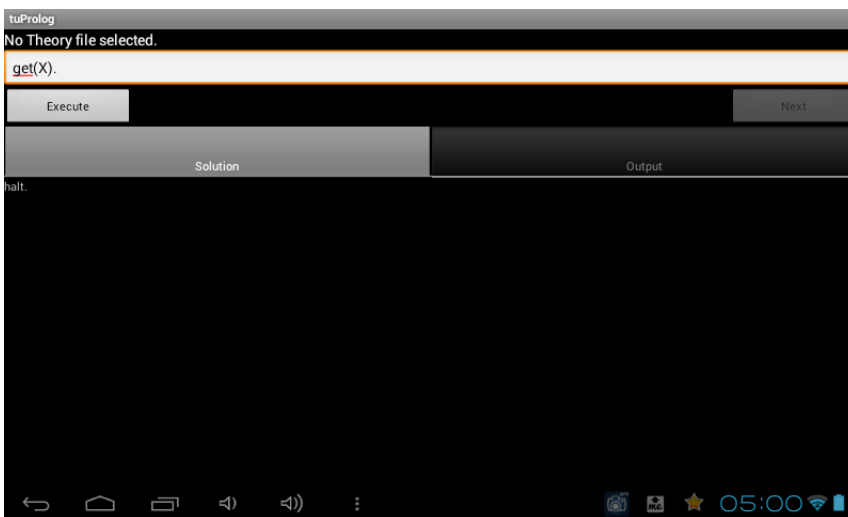 tuProlog
No Theory file selected.
get(X).
Execute
Next
Solution
Output
halt.
05:00